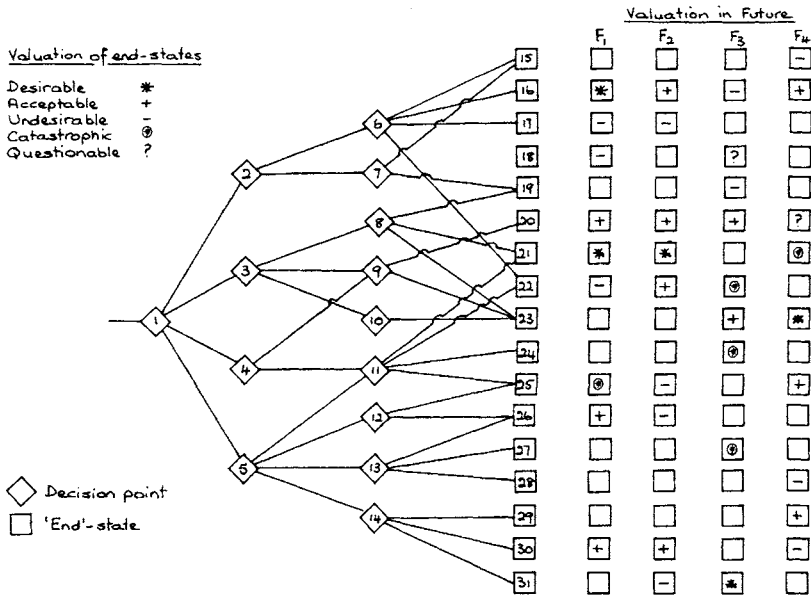 Valuation in Future
F1 F2 F3 F4
Valuation of end-states
Desirable *
Acceptable +
Undesirable -
Catastrophic ⊛
Questionable ?
15 -
16 * + - +
17 - -
18 - ?
19 -
20 + + + ?
21 * * ⊛
22 - + ⊛
23 + *
24 ⊛
25 ⊛ - +
26 + -
27 ⊛
28 -
29 +
30 + + -
31 - *
1
2
3
4
5
6
7
8
9
10
11
12
13
14
Decision point
'End'-state